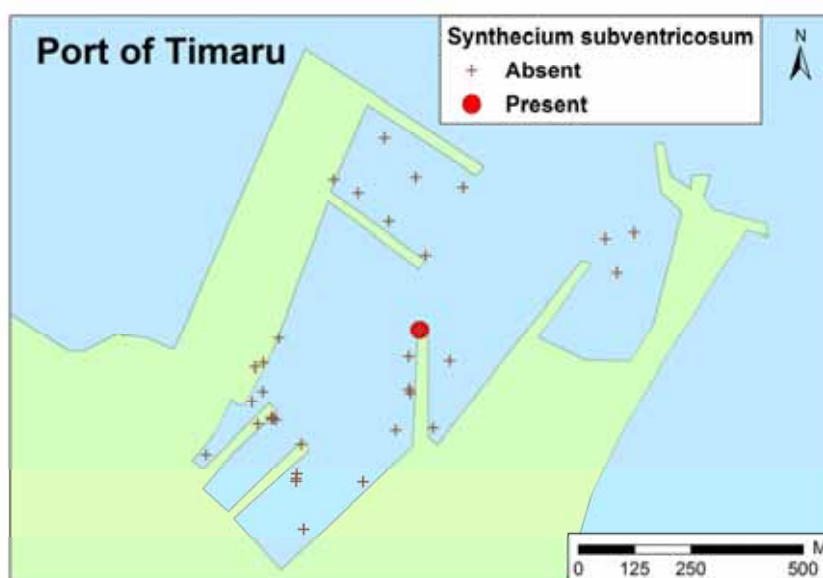 Port of Timaru
Synthecium subventricosum
Absent
Present
N
M
0 125 250 500